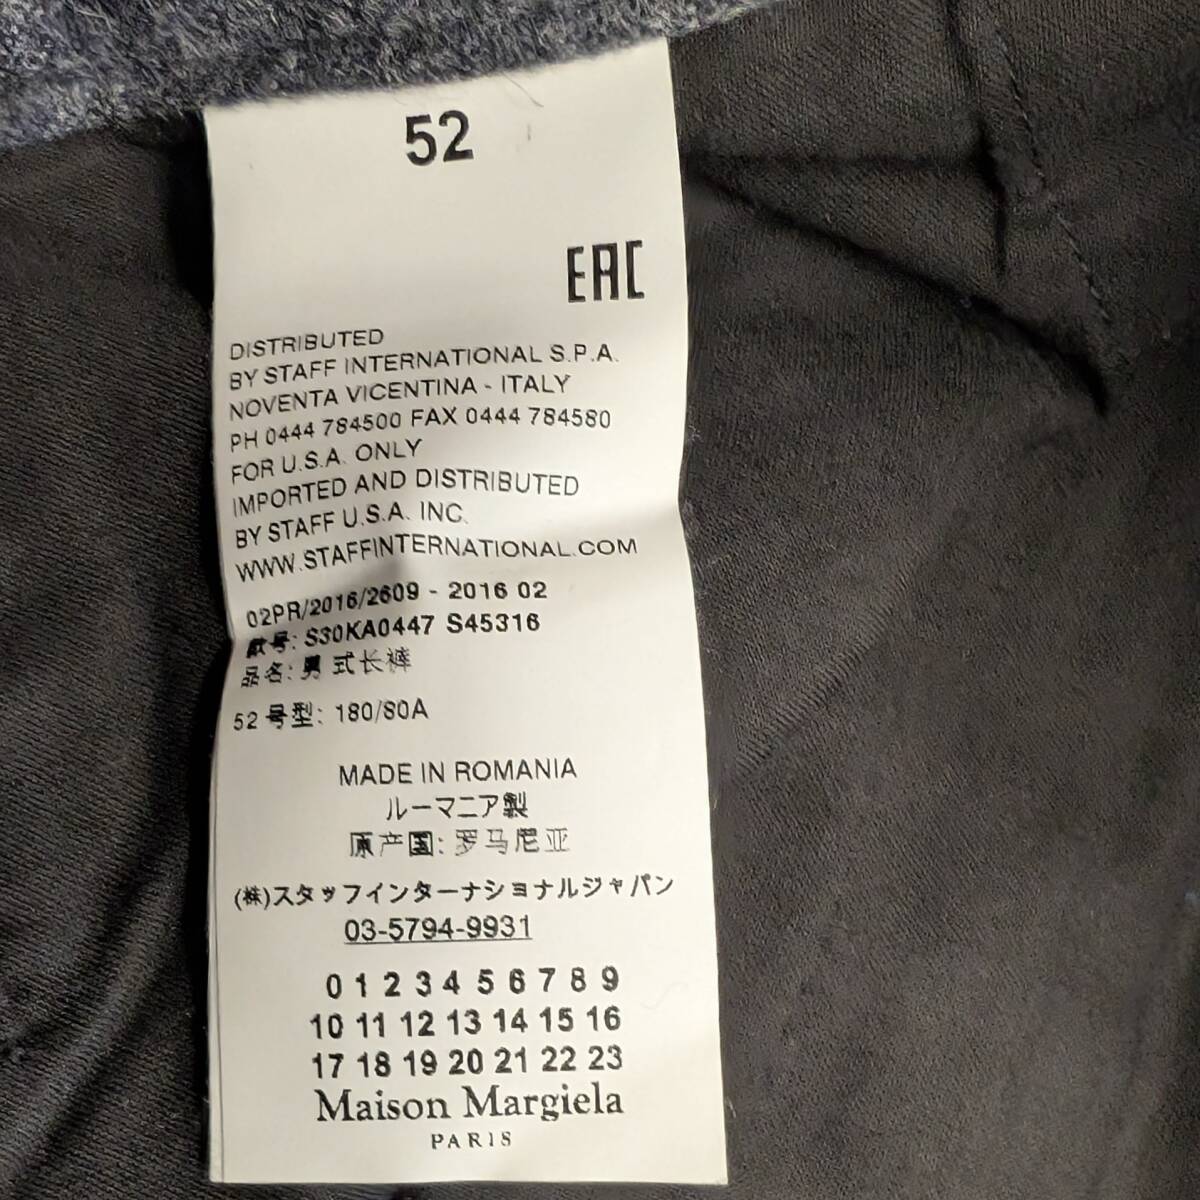 52
EAC
DISTRIBUTED
BY STAFF INTERNATIONAL S.P.A.
NOVENTA VICENTINA - ITALY
PH 0444 784500 FAX 0444 784580
FOR U.S.A. ONLY
IMPORTED AND DISTRIBUTED
BY STAFF U.S.A. INC.
WWW.STAFFINTERNATIONAL.COM
02PR/2016/2609 - 2016 02
款号: S30KA0447 S45316
品名: 男式长裤
52 号型: 180/80A
MADE IN ROMANIA
ルーマニア製
原产国: 罗马尼亚
(株)スタッフインターナショナルジャパン
03-5794-9931
0 1 2 3 4 5 6 7 8 9
10 11 12 13 14 15 16
17 18 19 20 21 22 23
Maison Margiela
PARIS